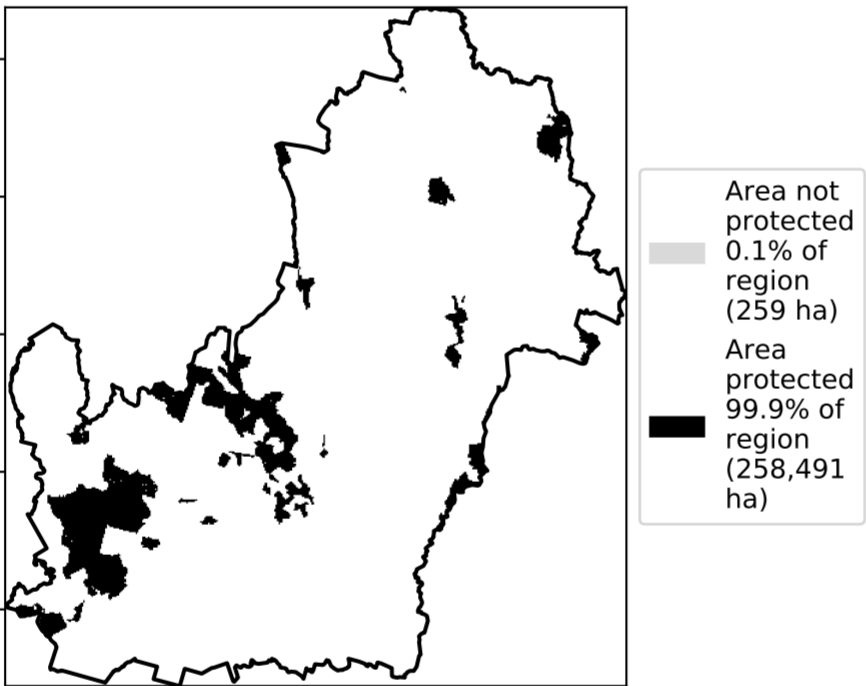 Area not
protected
0.1% of
region
(259 ha)
Area
protected
99.9% of
region
(258,491
ha)